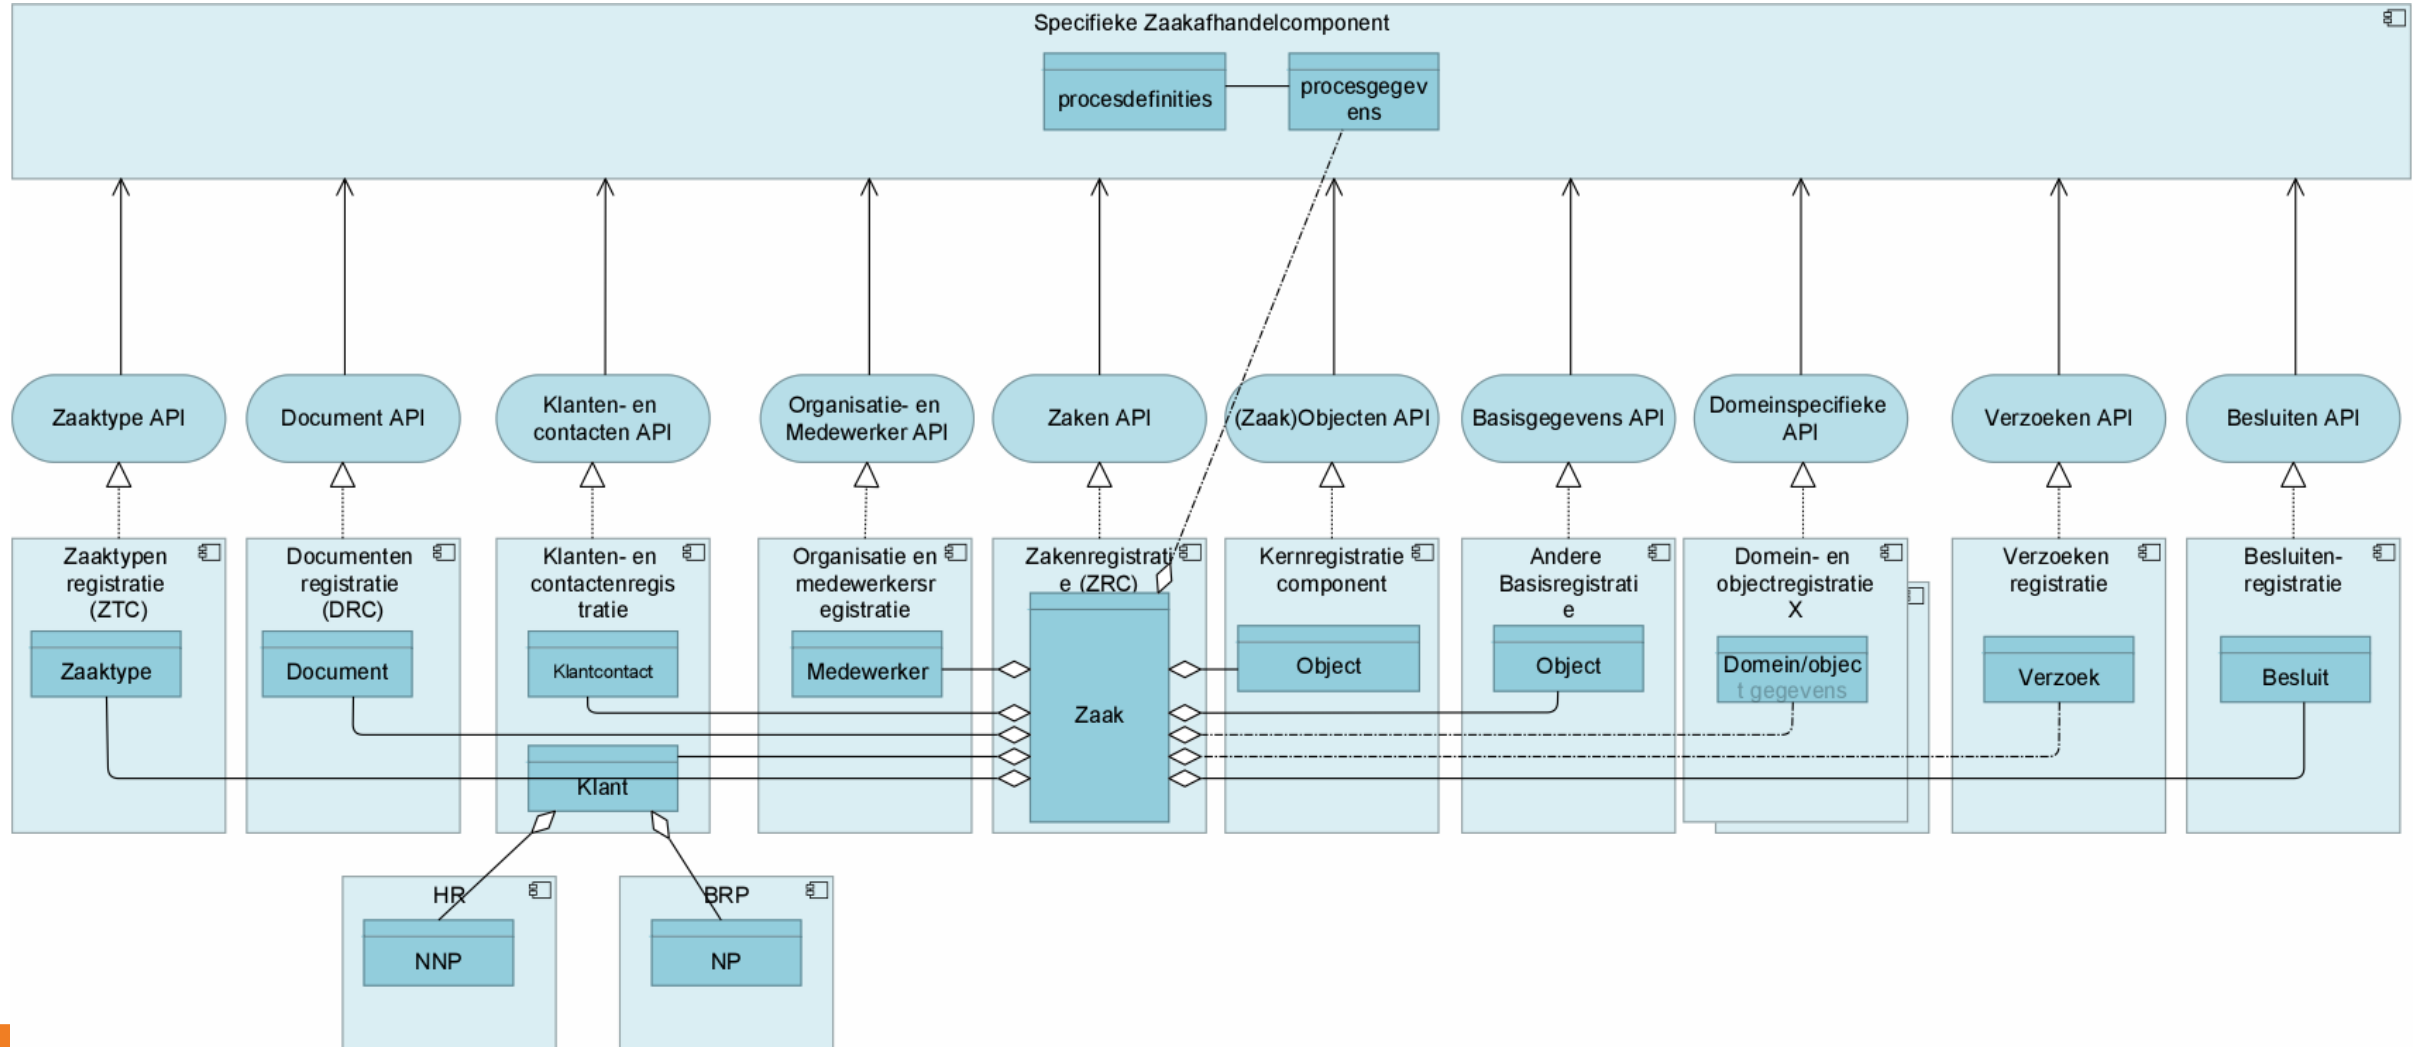 Specifieke Zaakafhandelcomponent
procesdefinities
procesgegev
ens
Zaaktype API
Document API
Klanten- en
contacten API
Organisatie- en
Medewerker API
Zaken API
(Zaak)Objecten API
Basisgegevens API
Domeinspecifieke
API
Verzoeken API
Besluiten API
Zaaktypen
registratie
(ZTC)
Zaaktype
Documenten
registratie
(DRC)
Document
Klanten- en
contactenregis
tratie
Klantcontact
Klant
Organisatie en
medewerkersr
egistratie
Medewerker
Zakenregistrati
e (ZRC)
Zaak
Kernregistratie
component
Object
Andere
Basisregistrati
e
Object
Domein- en
objectregistratie
X
Domein/objec
t gegevens
Verzoeken
registratie
Verzoek
Besluiten-
registratie
Besluit
HR
NNP
BRP
NP